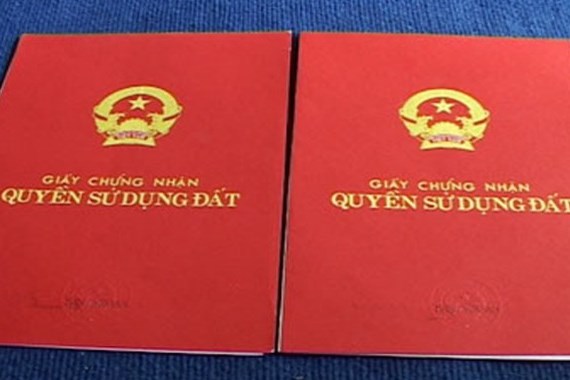 GIẤY CHỨNG NHẬN
QUYỀN SỬ DỤNG ĐẤT
GIẤY CHỨNG NHẬN
QUYỀN SỬ DỤNG ĐẤT